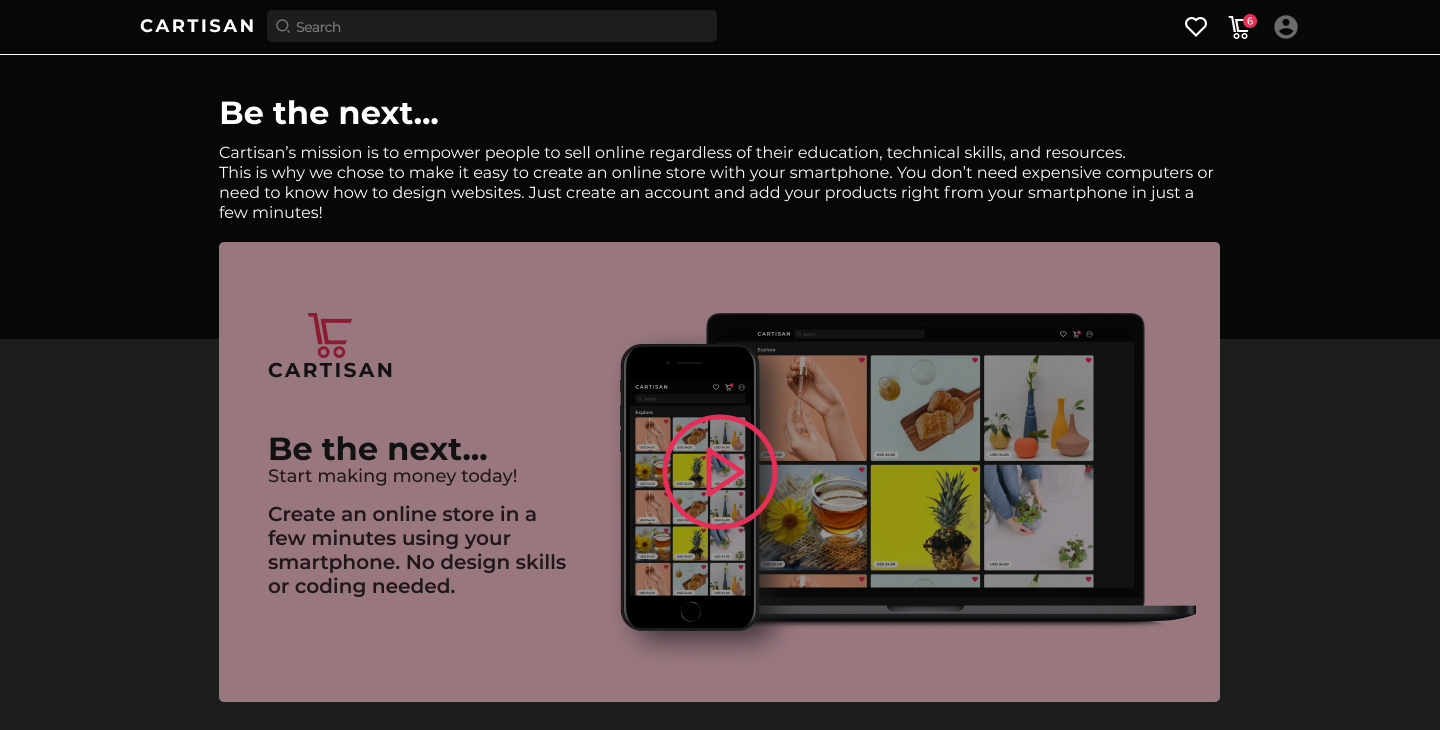 CARTISAN
Search
6
Be the next...
Cartisan’s mission is to empower people to sell online regardless of their education, technical skills, and resources.
This is why we chose to make it easy to create an online store with your smartphone. You don’t need expensive computers or
need to know how to design websites. Just create an account and add your products right from your smartphone in just a
few minutes!
CARTISAN
Be the next...
Start making money today!
Create an online store in a
few minutes using your
smartphone. No design skills
or coding needed.
CARTISAN
Search
Explore
CARTISAN
Search
Explore